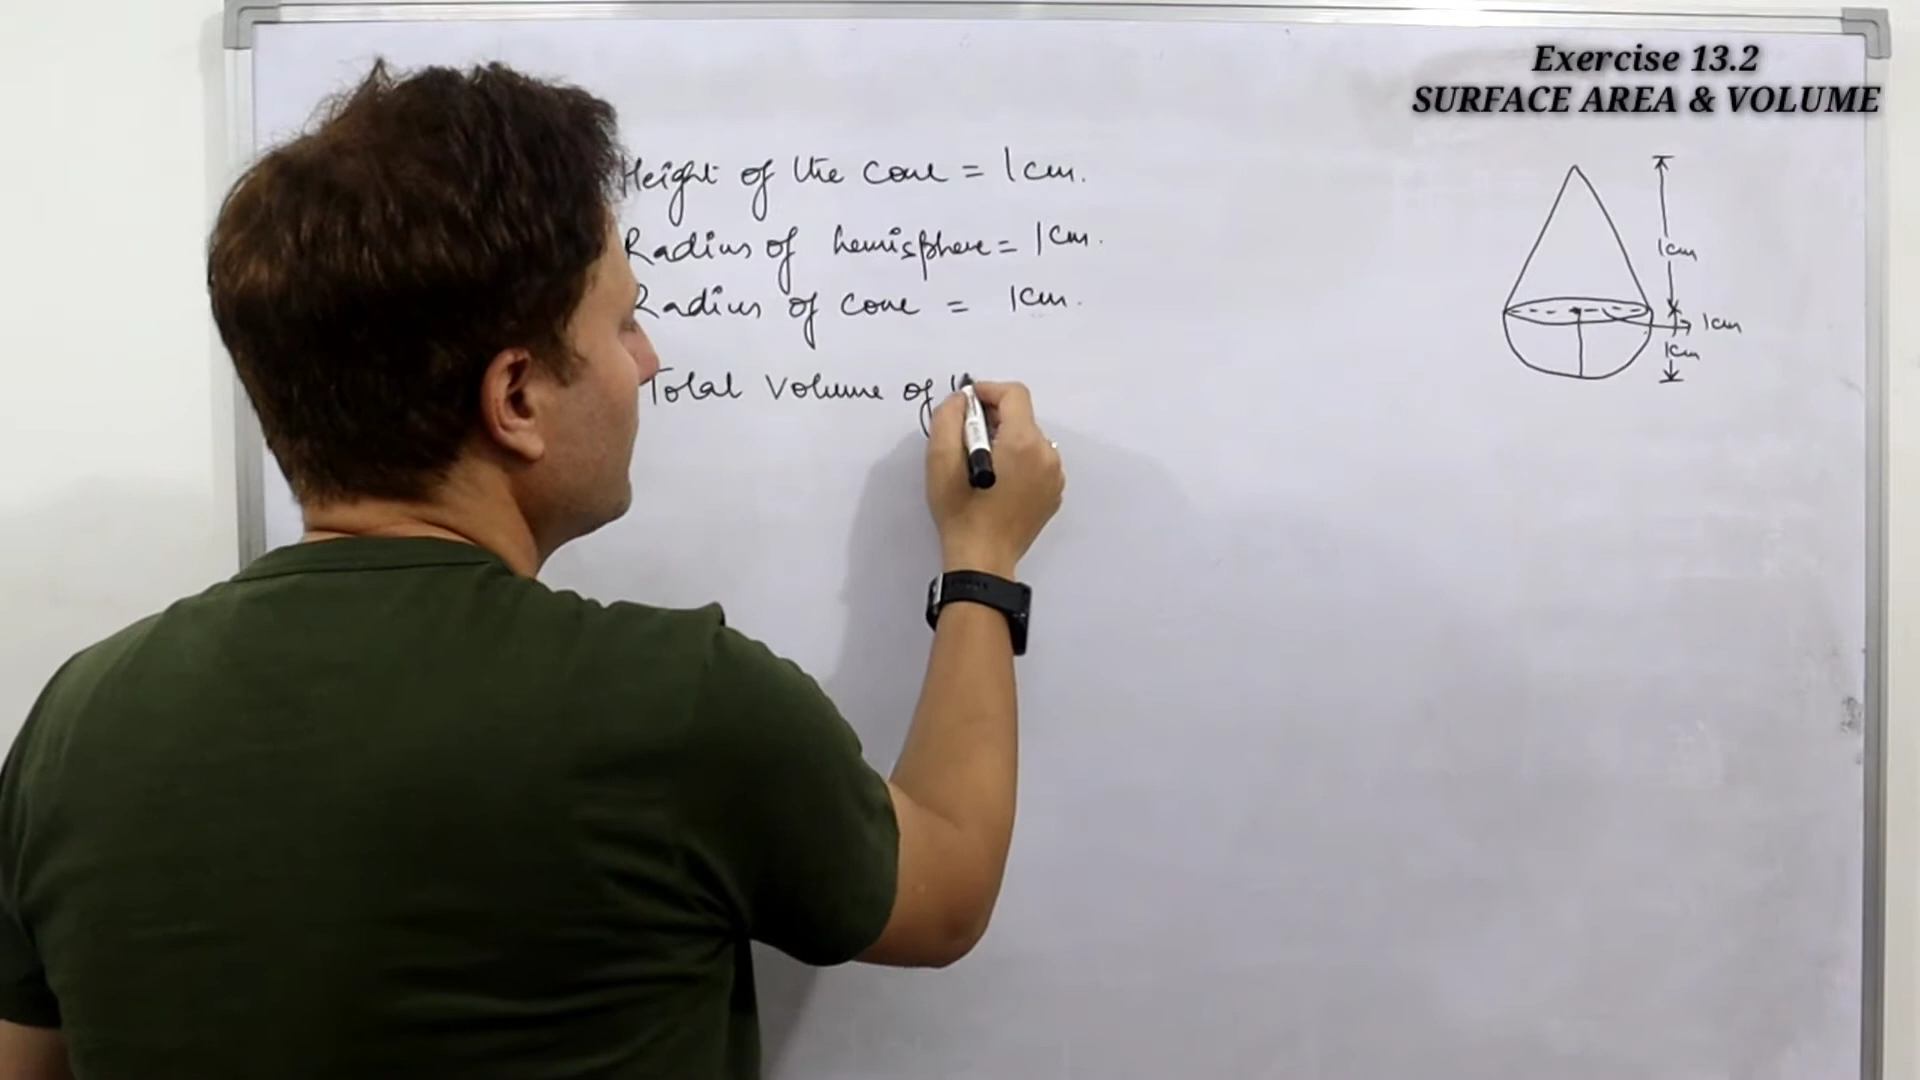 Exercise 13.2
SURFACE AREA & VOLUME
Height of the cone = 1cm.
Radius of hemisphere = 1cm.
Radius of cone = 1cm.
Total Volume of
1cm
1cm
1cm